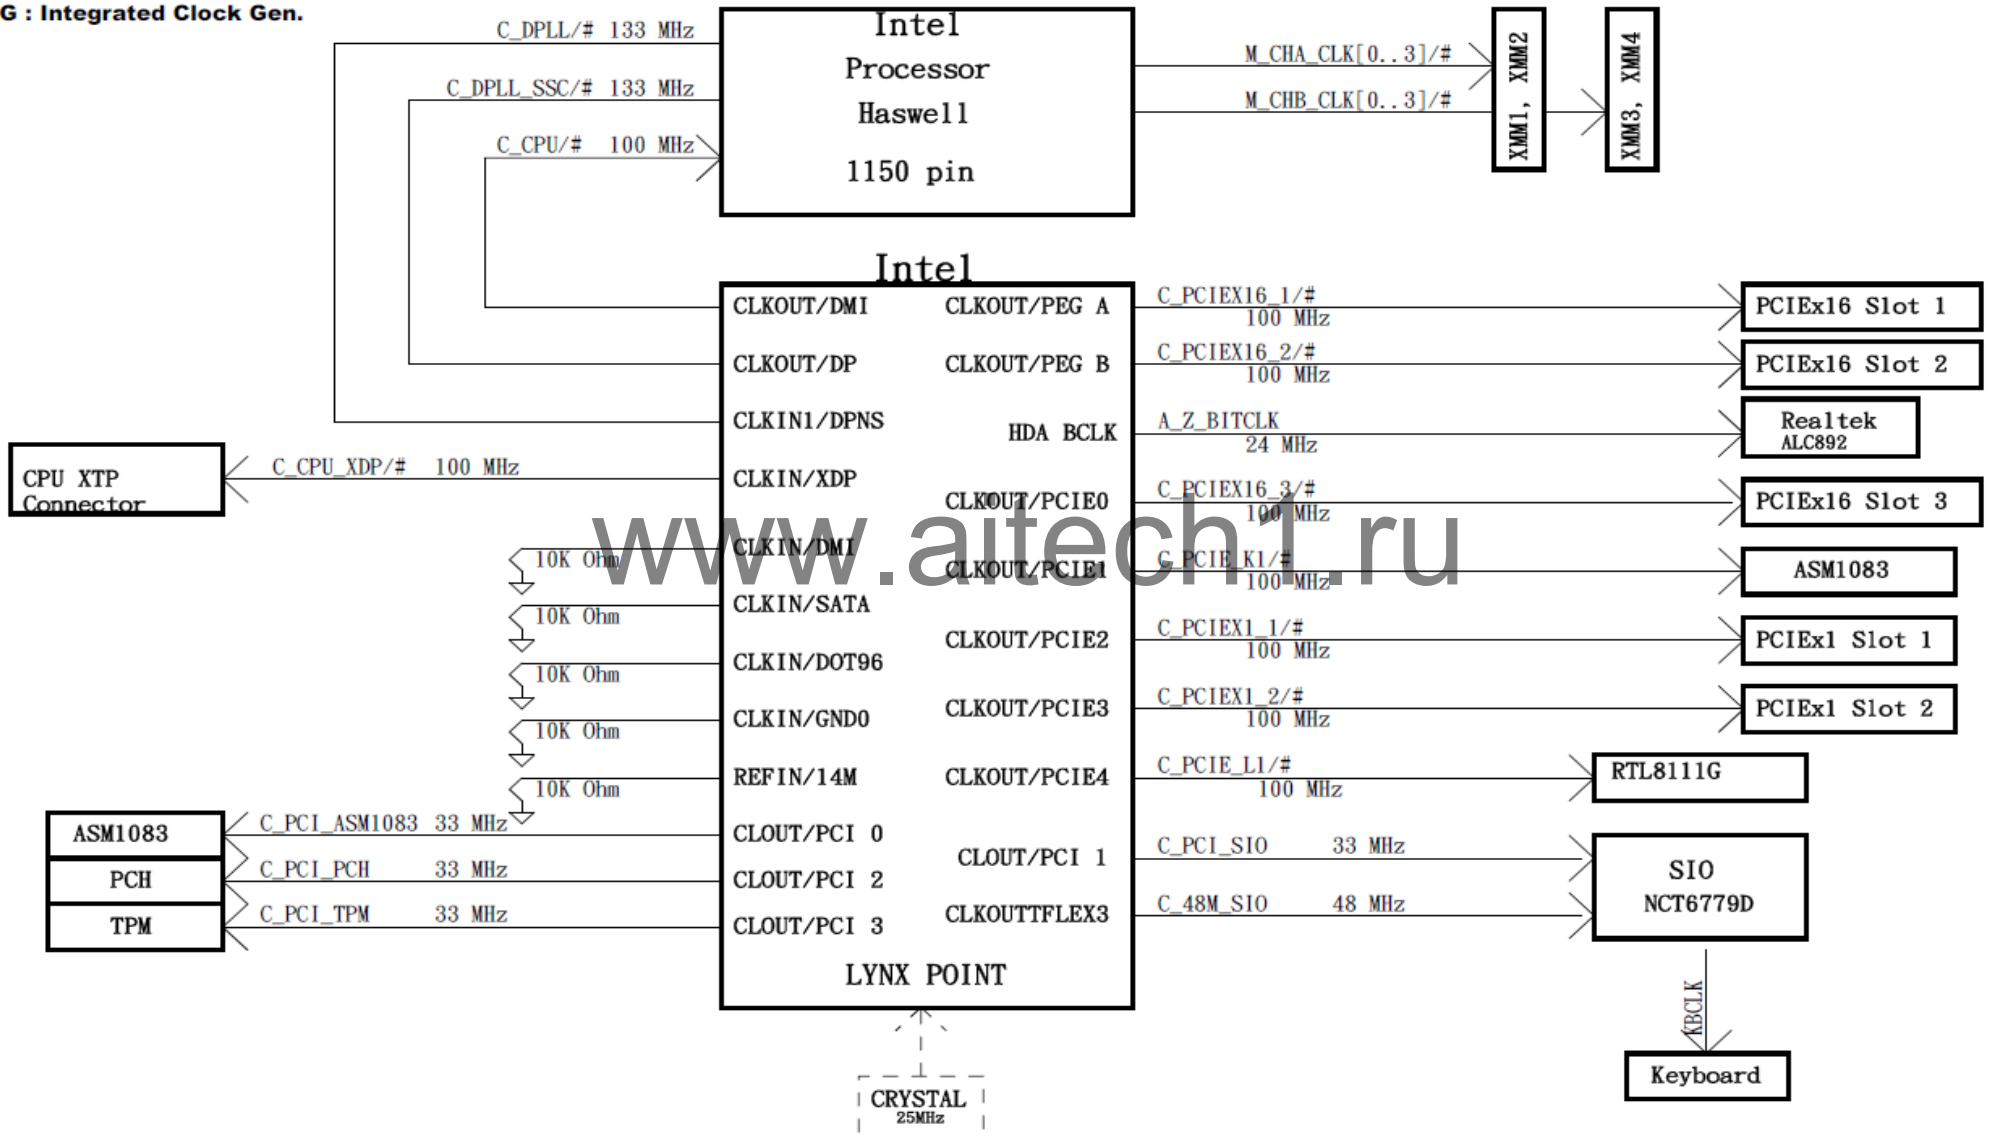 G : Integrated Clock Gen.
C_DPLL/# 133 MHz
C_DPLL_SSC/# 133 MHz
C_CPU/# 100 MHz
Intel
Processor
Haswell
1150 pin
M_CHA_CLK[0..3]/#
M_CHB_CLK[0..3]/#
XMM1, XMM2
XMM3, XMM4
Intel
CLKOUT/DMI
CLKOUT/DP
CLKIN1/DPNS
CLKIN/XDP
CLKIN/DMI
CLKIN/SATA
CLKIN/DOT96
CLKIN/GND0
REFIN/14M
CLOUT/PCI 0
CLOUT/PCI 2
CLOUT/PCI 3
CLKOUT/PEG A
CLKOUT/PEG B
HDA BCLK
CLKOUT/PCIE0
CLKOUT/PCIE1
CLKOUT/PCIE2
CLKOUT/PCIE3
CLKOUT/PCIE4
CLOUT/PCI 1
CLKOUTTFLEX3
LYNX POINT
CPU XTP
Connector
C_CPU_XDP/# 100 MHz
10K Ohm
10K Ohm
10K Ohm
10K Ohm
10K Ohm
ASM1083
PCH
TPM
C_PCI_ASM1083 33 MHz
C_PCI_PCH 33 MHz
C_PCI_TPM 33 MHz
C_PCIEX16_1/#
100 MHz
PCIEx16 Slot 1
C_PCIEX16_2/#
100 MHz
PCIEx16 Slot 2
A_Z_BITCLK
24 MHz
Realtek
ALC892
C_PCIEX16_3/#
100 MHz
PCIEx16 Slot 3
C_PCIE_K1/#
100 MHz
ASM1083
C_PCIEX1_1/#
100 MHz
PCIEx1 Slot 1
C_PCIEX1_2/#
100 MHz
PCIEx1 Slot 2
C_PCIE_L1/#
100 MHz
RTL8111G
C_PCI_SIO 33 MHz
C_48M_SIO 48 MHz
SIO
NCT6779D
KBCLK
Keyboard
CRYSTAL
25MHz
www.aitech1.ru